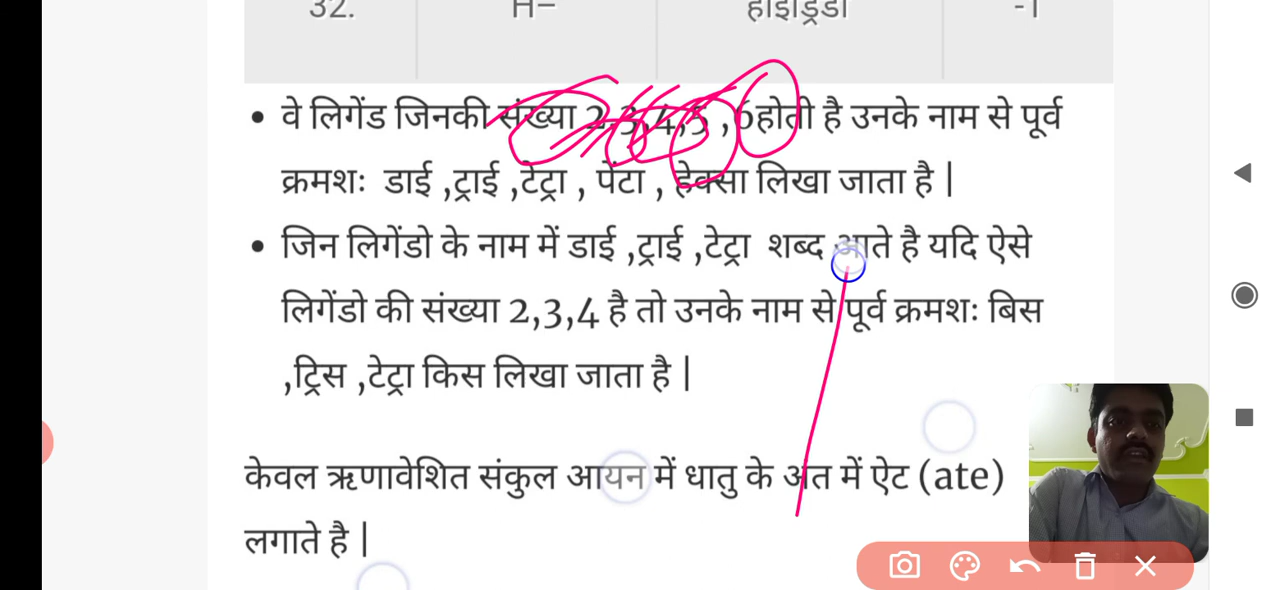 32. H− हाइड्रिडो -1
• वे लिगेंड जिनकी संख्या 2,3,4,5 ,6होती है उनके नाम से पूर्व
क्रमशः डाई ,ट्राई ,टेट्रा , पेंटा , हेक्सा लिखा जाता है |
• जिन लिगेंडो के नाम में डाई ,ट्राई ,टेट्रा शब्द आते है यदि ऐसे
लिगेंडो की संख्या 2,3,4 है तो उनके नाम से पूर्व क्रमशः बिस
,ट्रिस ,टेट्रा किस लिखा जाता है |
केवल ऋणावेशित संकुल आयन में धातु के अंत में ऐट (ate)
लगाते है |